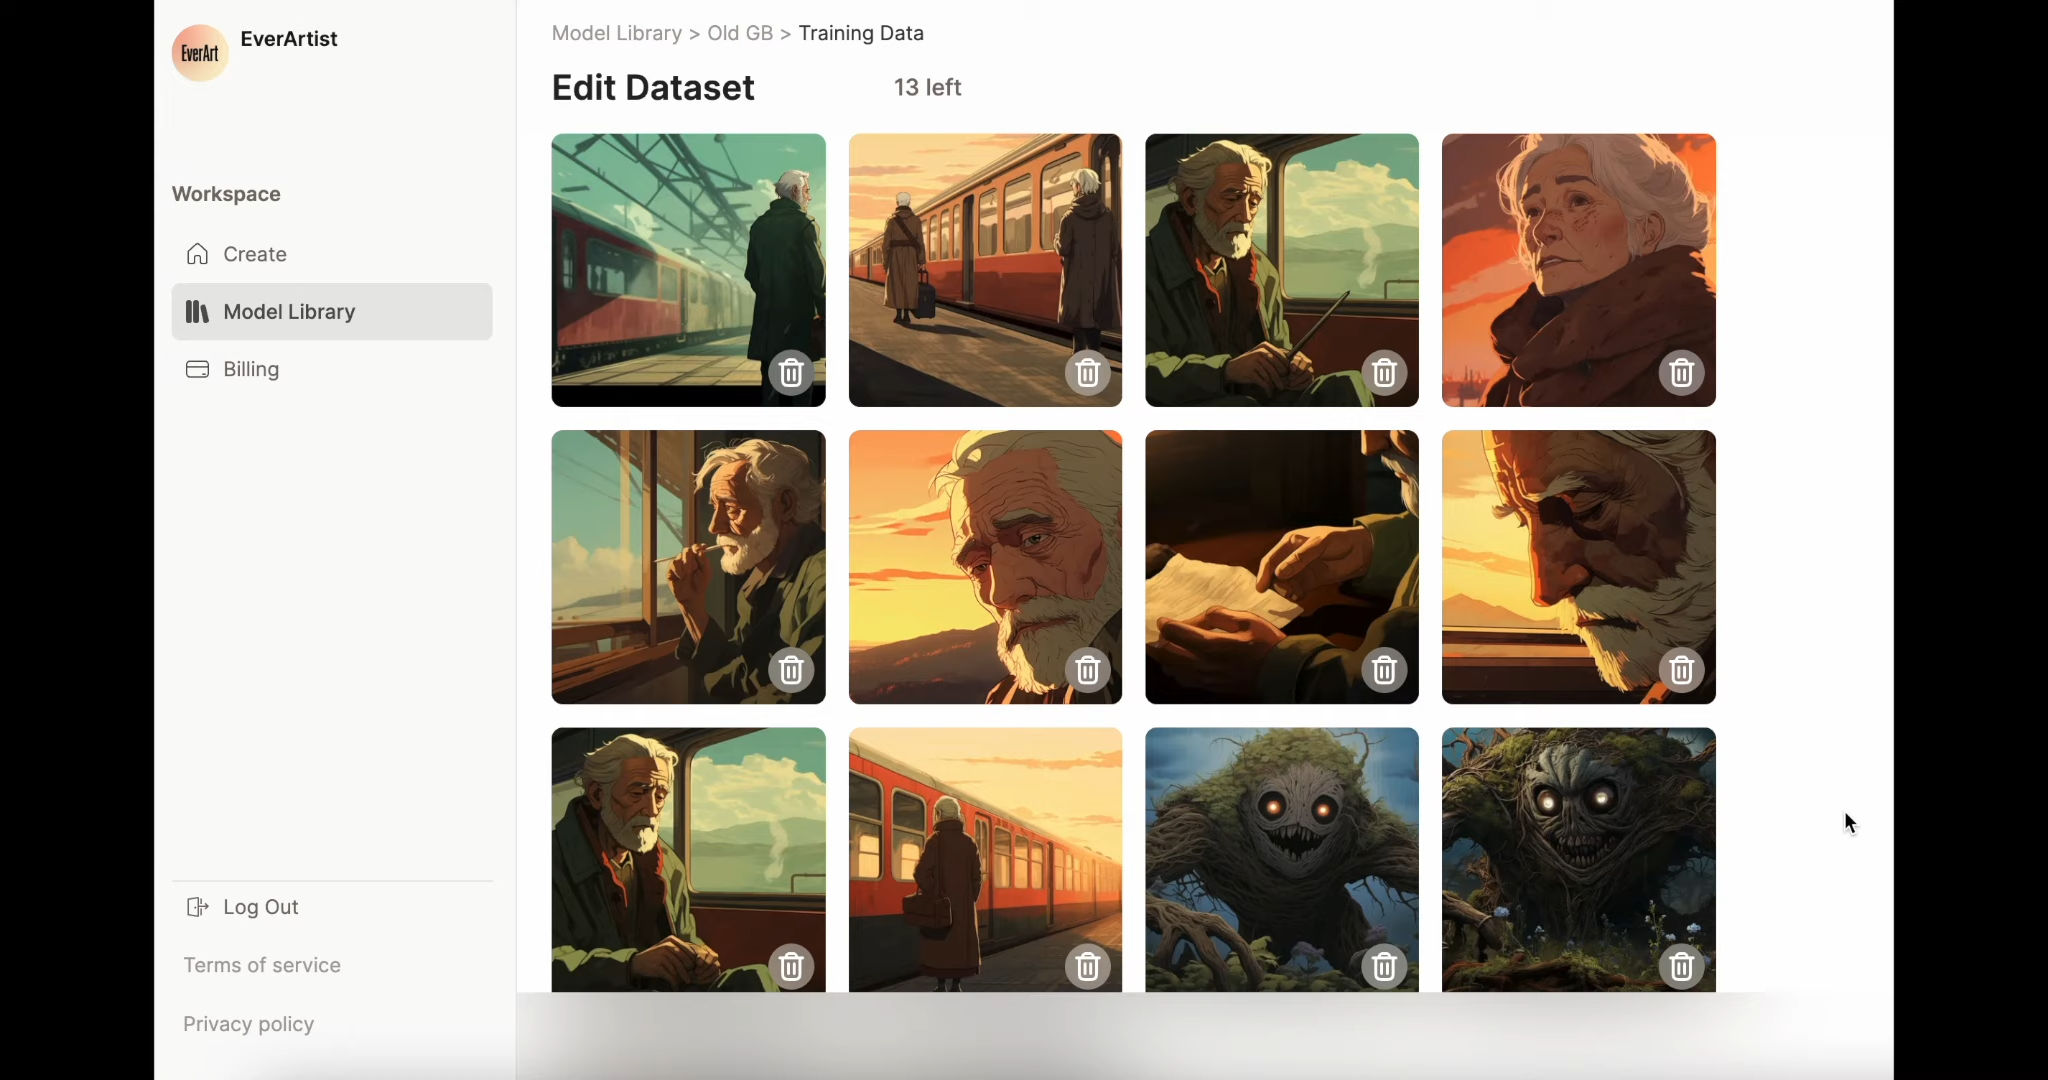 EverArt
EverArtist
Workspace
Create
Model Library
Billing
Log Out
Terms of service
Privacy policy
Model Library > Old GB > Training Data
Edit Dataset
13 left